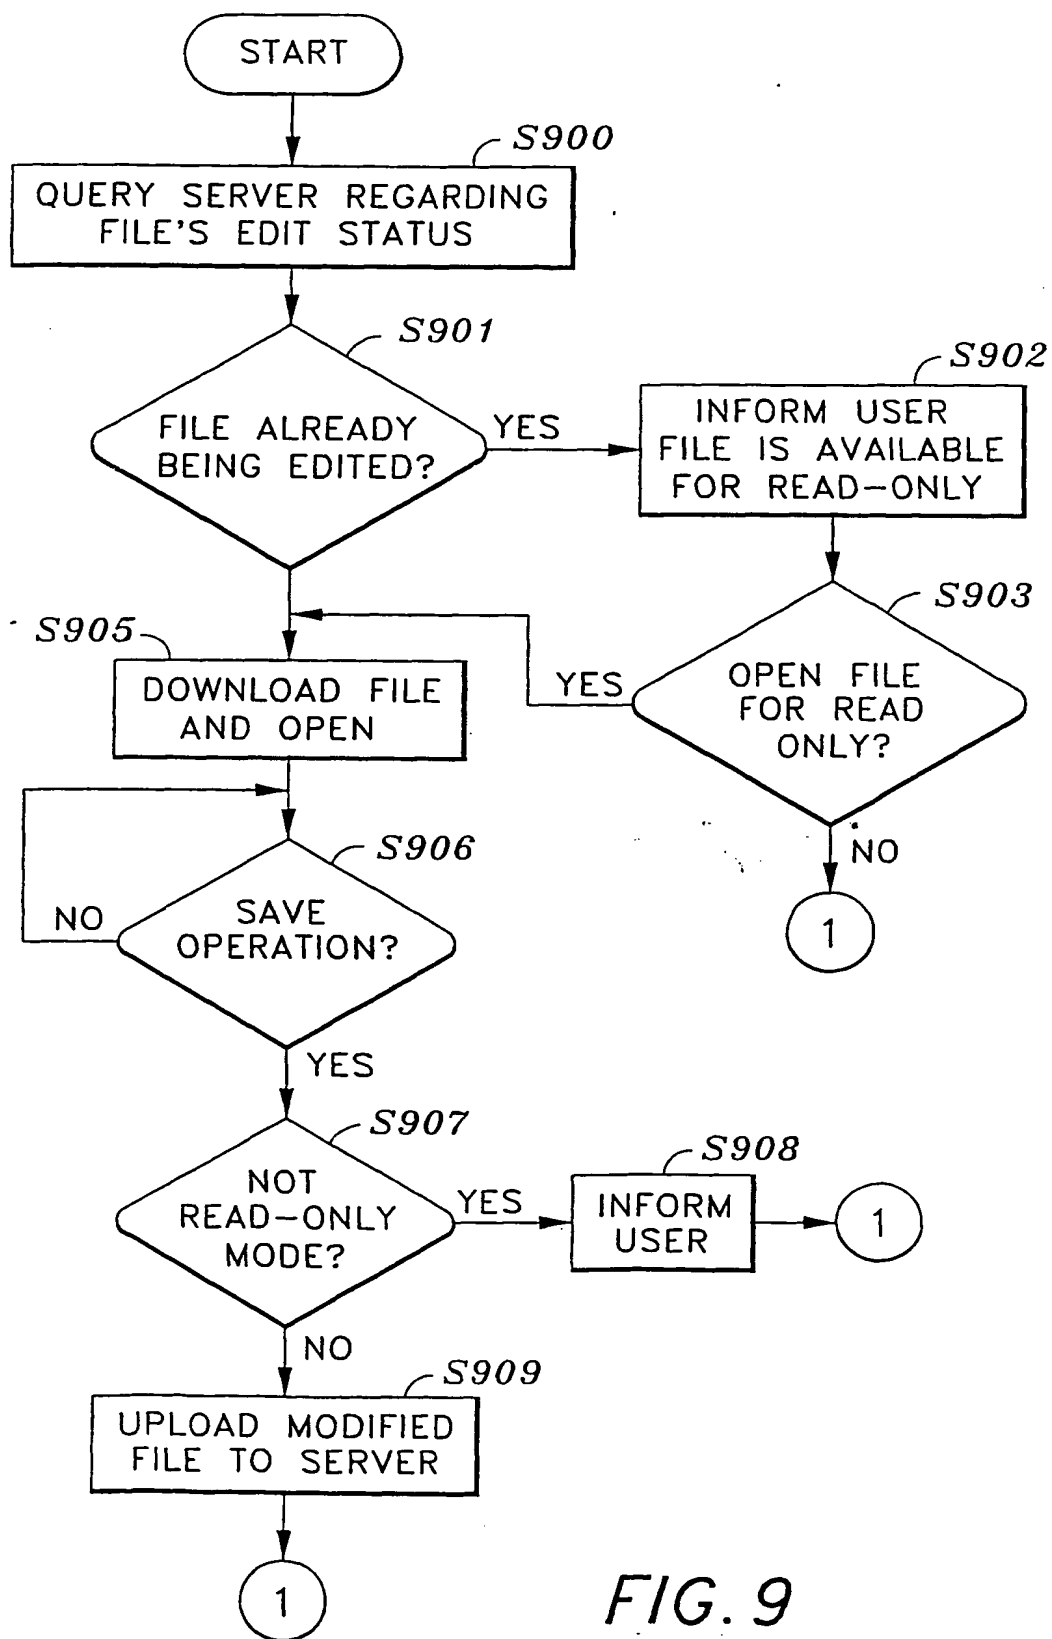 START
S900
QUERY SERVER REGARDING
FILE'S EDIT STATUS
S901
FILE ALREADY
BEING EDITED?
YES
S902
INFORM USER
FILE IS AVAILABLE
FOR READ-ONLY
S903
OPEN FILE
FOR READ
ONLY?
YES
NO
1
S905
DOWNLOAD FILE
AND OPEN
S906
SAVE
OPERATION?
NO
YES
S907
NOT
READ-ONLY
MODE?
YES
S908
INFORM
USER
1
NO
S909
UPLOAD MODIFIED
FILE TO SERVER
1
FIG. 9